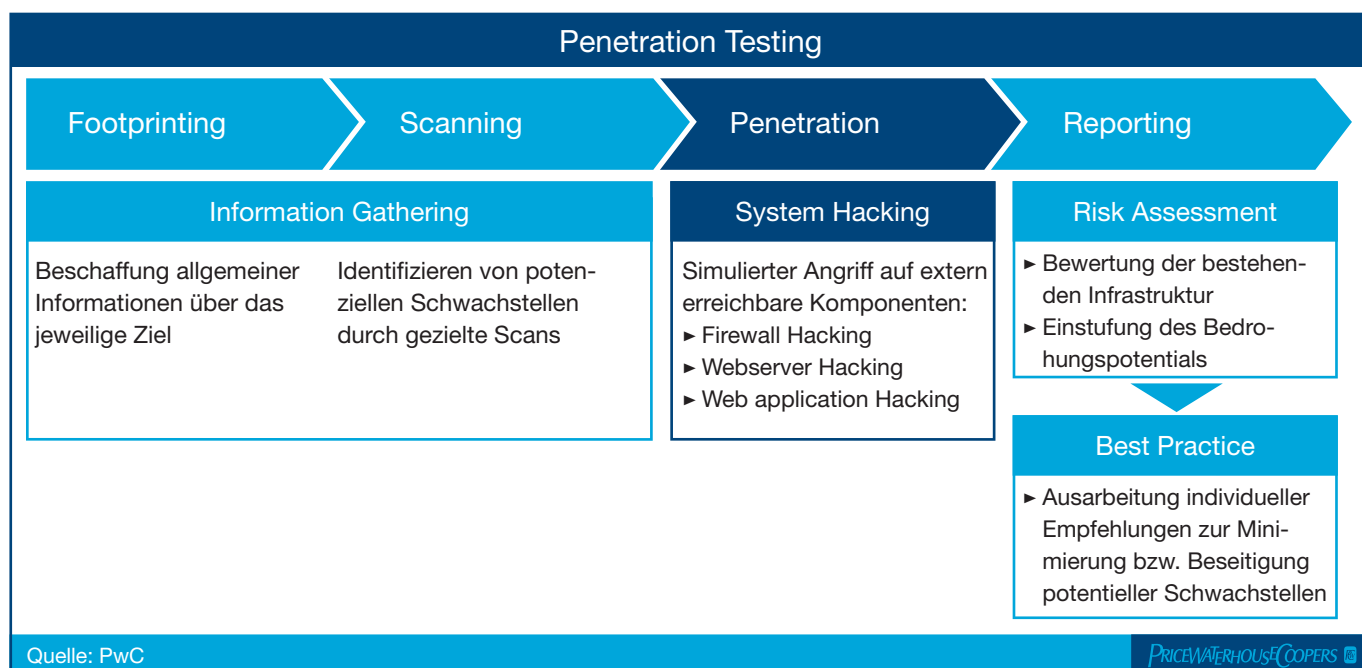 Penetration Testing
Footprinting
Scanning
Penetration
Reporting
Information Gathering
Beschaffung allgemeiner
Informationen über das
jeweilige Ziel
Identifizieren von poten-
ziellen Schwachstellen
durch gezielte Scans
System Hacking
Simulierter Angriff auf extern
erreichbare Komponenten:
► Firewall Hacking
► Webserver Hacking
► Web application Hacking
Risk Assessment
► Bewertung der bestehen-
den Infrastruktur
► Einstufung des Bedro-
hungspotentials
Best Practice
► Ausarbeitung individueller
Empfehlungen zur Mini-
mierung bzw. Beseitigung
potentieller Schwachstellen
Quelle: PwC
PRICEWATERHOUSECOOPERS